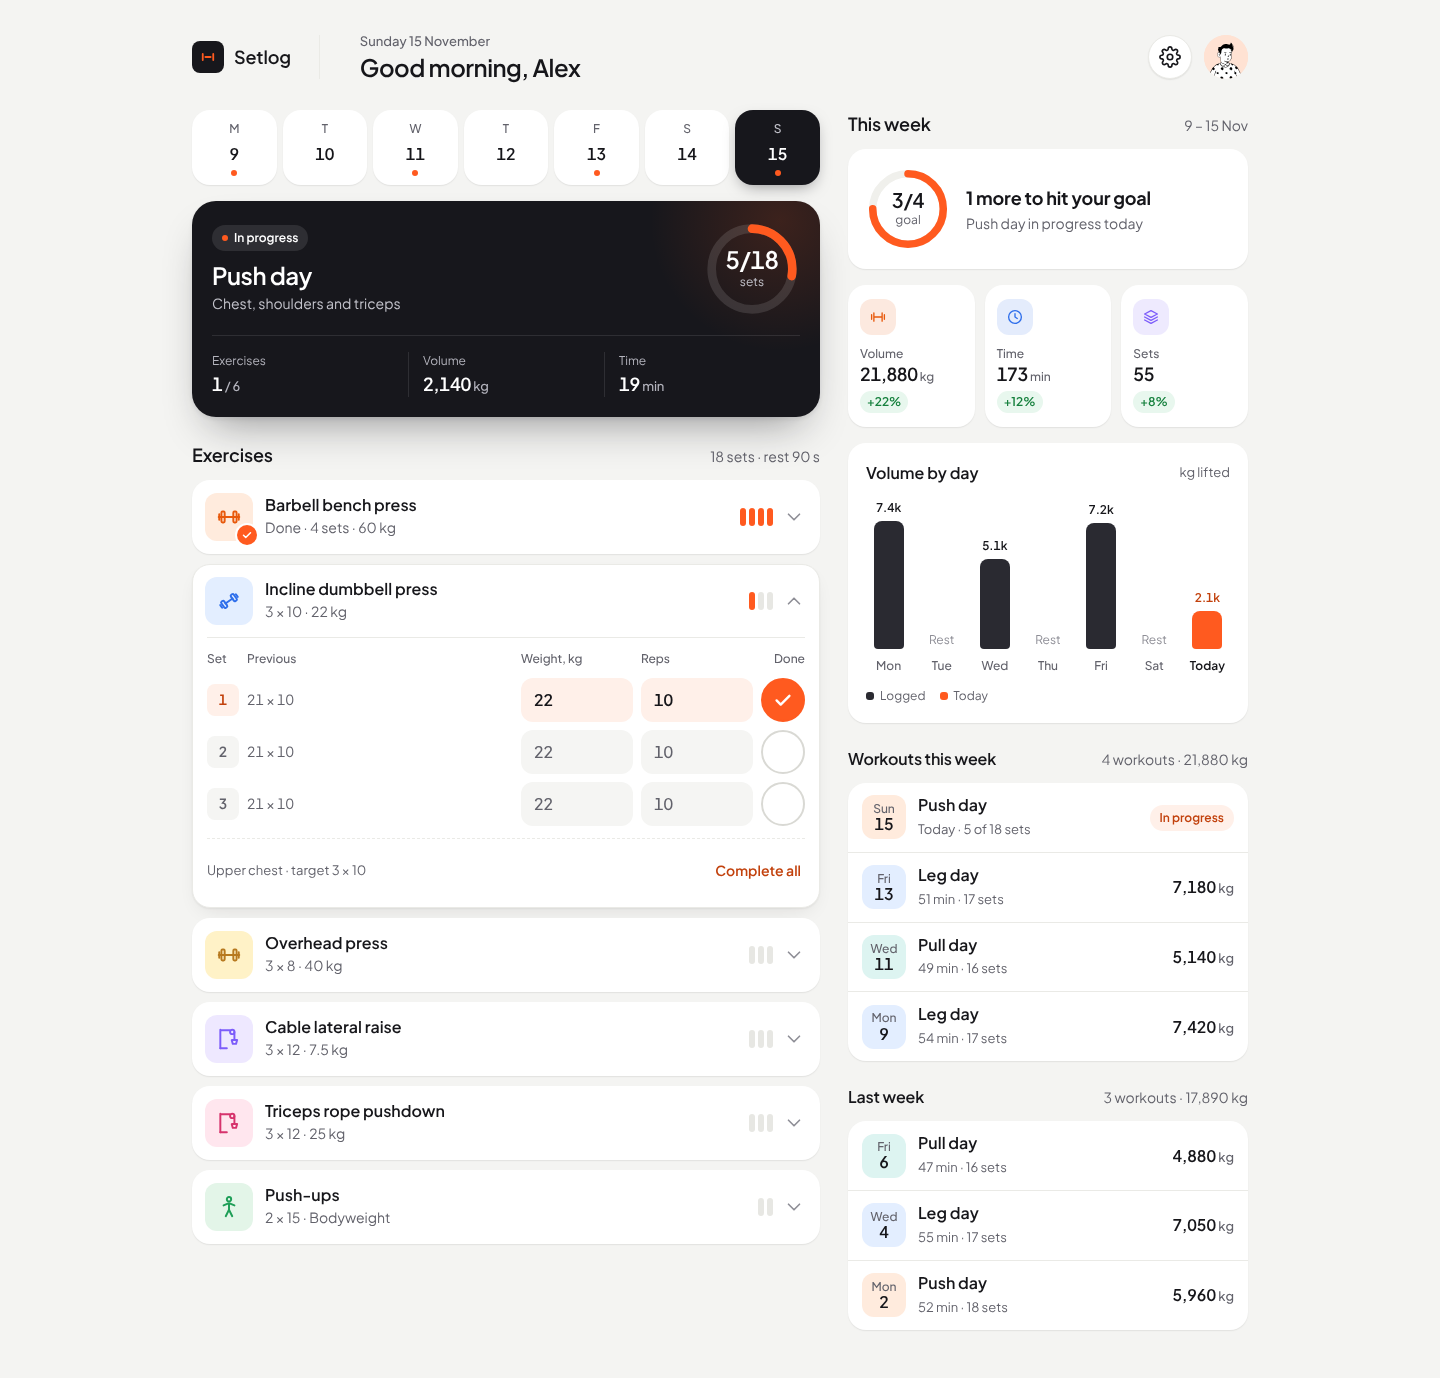 Setlog
Sunday 15 November
Good morning, Alex
M T W T F S S
9 10 11 12 13 14 15
In progress
Push day
Chest, shoulders and triceps
5/18
sets
Exercises Volume Time
1 / 6 2,140 kg 19 min
Exercises
18 sets · rest 90 s
Barbell bench press
Done · 4 sets · 60 kg
Incline dumbbell press
3 × 10 · 22 kg
Set Previous Weight, kg Reps Done
1 21 × 10 22 10
2 21 × 10 22 10
3 21 × 10 22 10
Upper chest · target 3 × 10 Complete all
Overhead press
3 × 8 · 40 kg
Cable lateral raise
3 × 12 · 7.5 kg
Triceps rope pushdown
3 × 12 · 25 kg
Push-ups
2 × 15 · Bodyweight
This week
9 – 15 Nov
3/4
goal
1 more to hit your goal
Push day in progress today
Volume
21,880 kg
+22%
Time
173 min
+12%
Sets
55
+8%
Volume by day
kg lifted
7.4k 5.1k 7.2k 2.1k
Rest Rest Rest
Mon Tue Wed Thu Fri Sat Today
Logged Today
Workouts this week
4 workouts · 21,880 kg
Sun
15
Push day
Today · 5 of 18 sets
In progress
Fri
13
Leg day
51 min · 17 sets
7,180 kg
Wed
11
Pull day
49 min · 16 sets
5,140 kg
Mon
9
Leg day
54 min · 17 sets
7,420 kg
Last week
3 workouts · 17,890 kg
Fri
6
Pull day
47 min · 16 sets
4,880 kg
Wed
4
Leg day
55 min · 17 sets
7,050 kg
Mon
2
Push day
52 min · 18 sets
5,960 kg